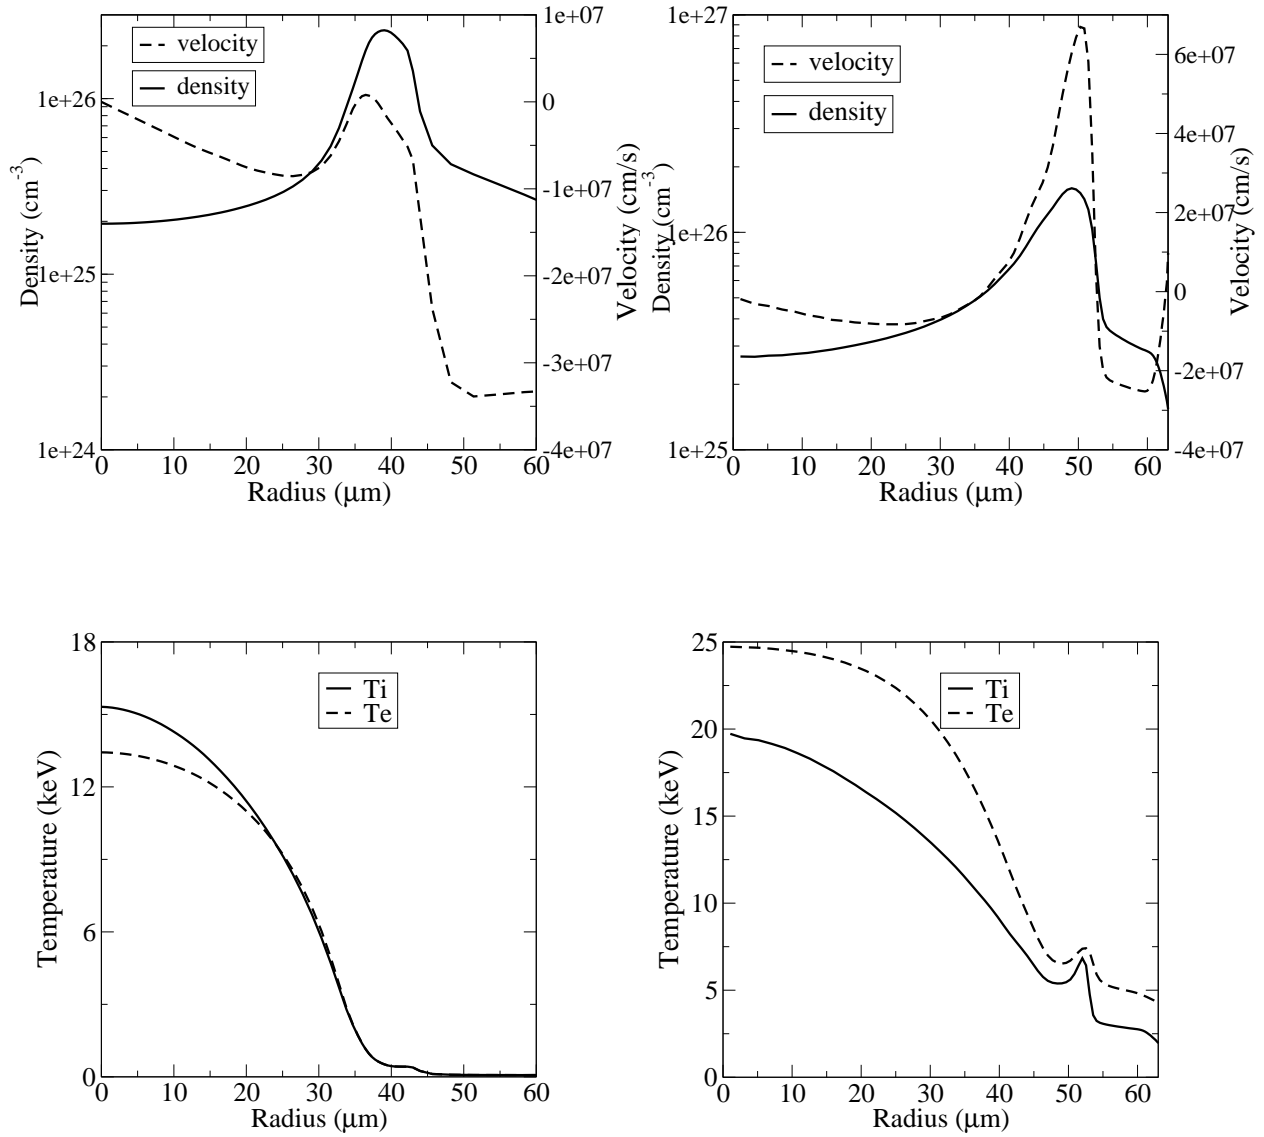 velocity
density
1e+26
1e+25
1e+24
Density (cm-3)
1e+07
0
-1e+07
-2e+07
-3e+07
-4e+07
Velocity (cm/s)
0 10 20 30 40 50 60
Radius (μm)
velocity
density
1e+27
1e+26
1e+25
Density (cm-3)
6e+07
4e+07
2e+07
0
-2e+07
-4e+07
Velocity (cm/s)
0 10 20 30 40 50 60
Radius (μm)
Ti
Te
18
12
6
0
Temperature (keV)
0 10 20 30 40 50 60
Radius (μm)
Ti
Te
25
20
15
10
5
0
Temperature (keV)
0 10 20 30 40 50 60
Radius (μm)